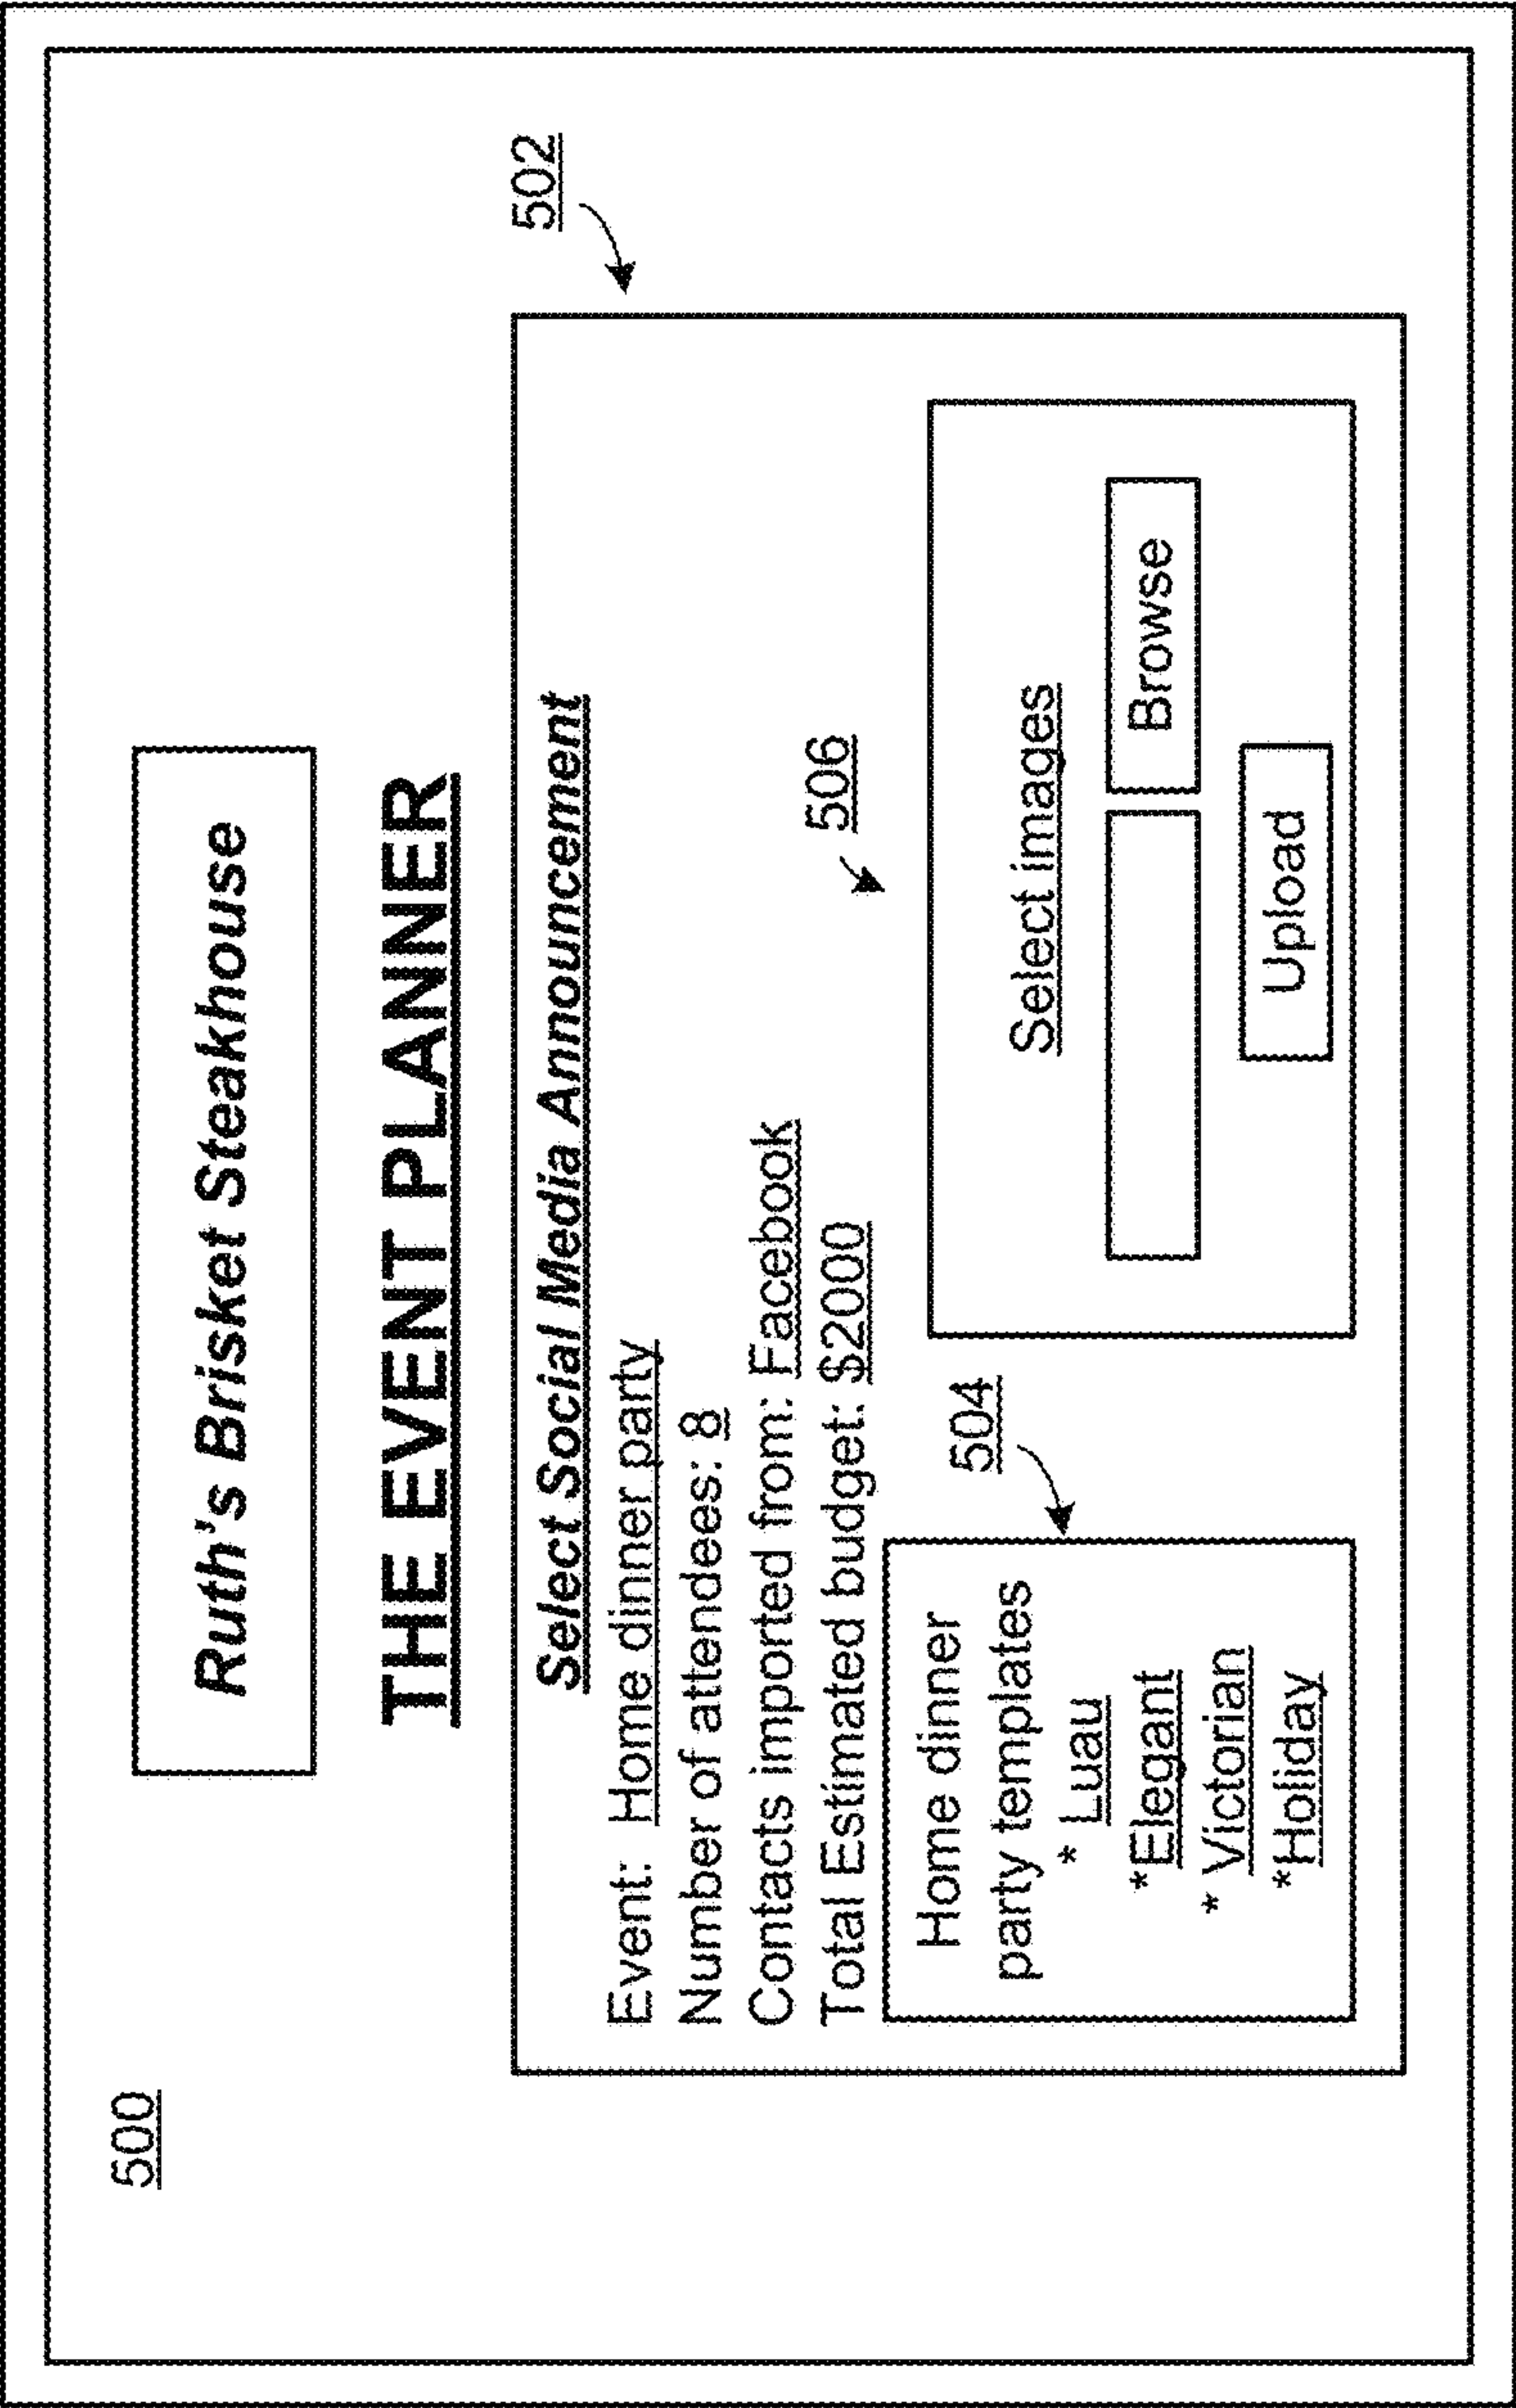 500
Ruth's Brisket Steakhouse
THE EVENT PLANNER
502
Select Social Media Announcement
Event: Home dinner party
Number of attendees: 8
Contacts imported from: Facebook
Total Estimated budget: $2000
506
504
Home dinner
party templates
* Luau
*Elegant
* Victorian
*Holiday
Select images
Browse
Upload